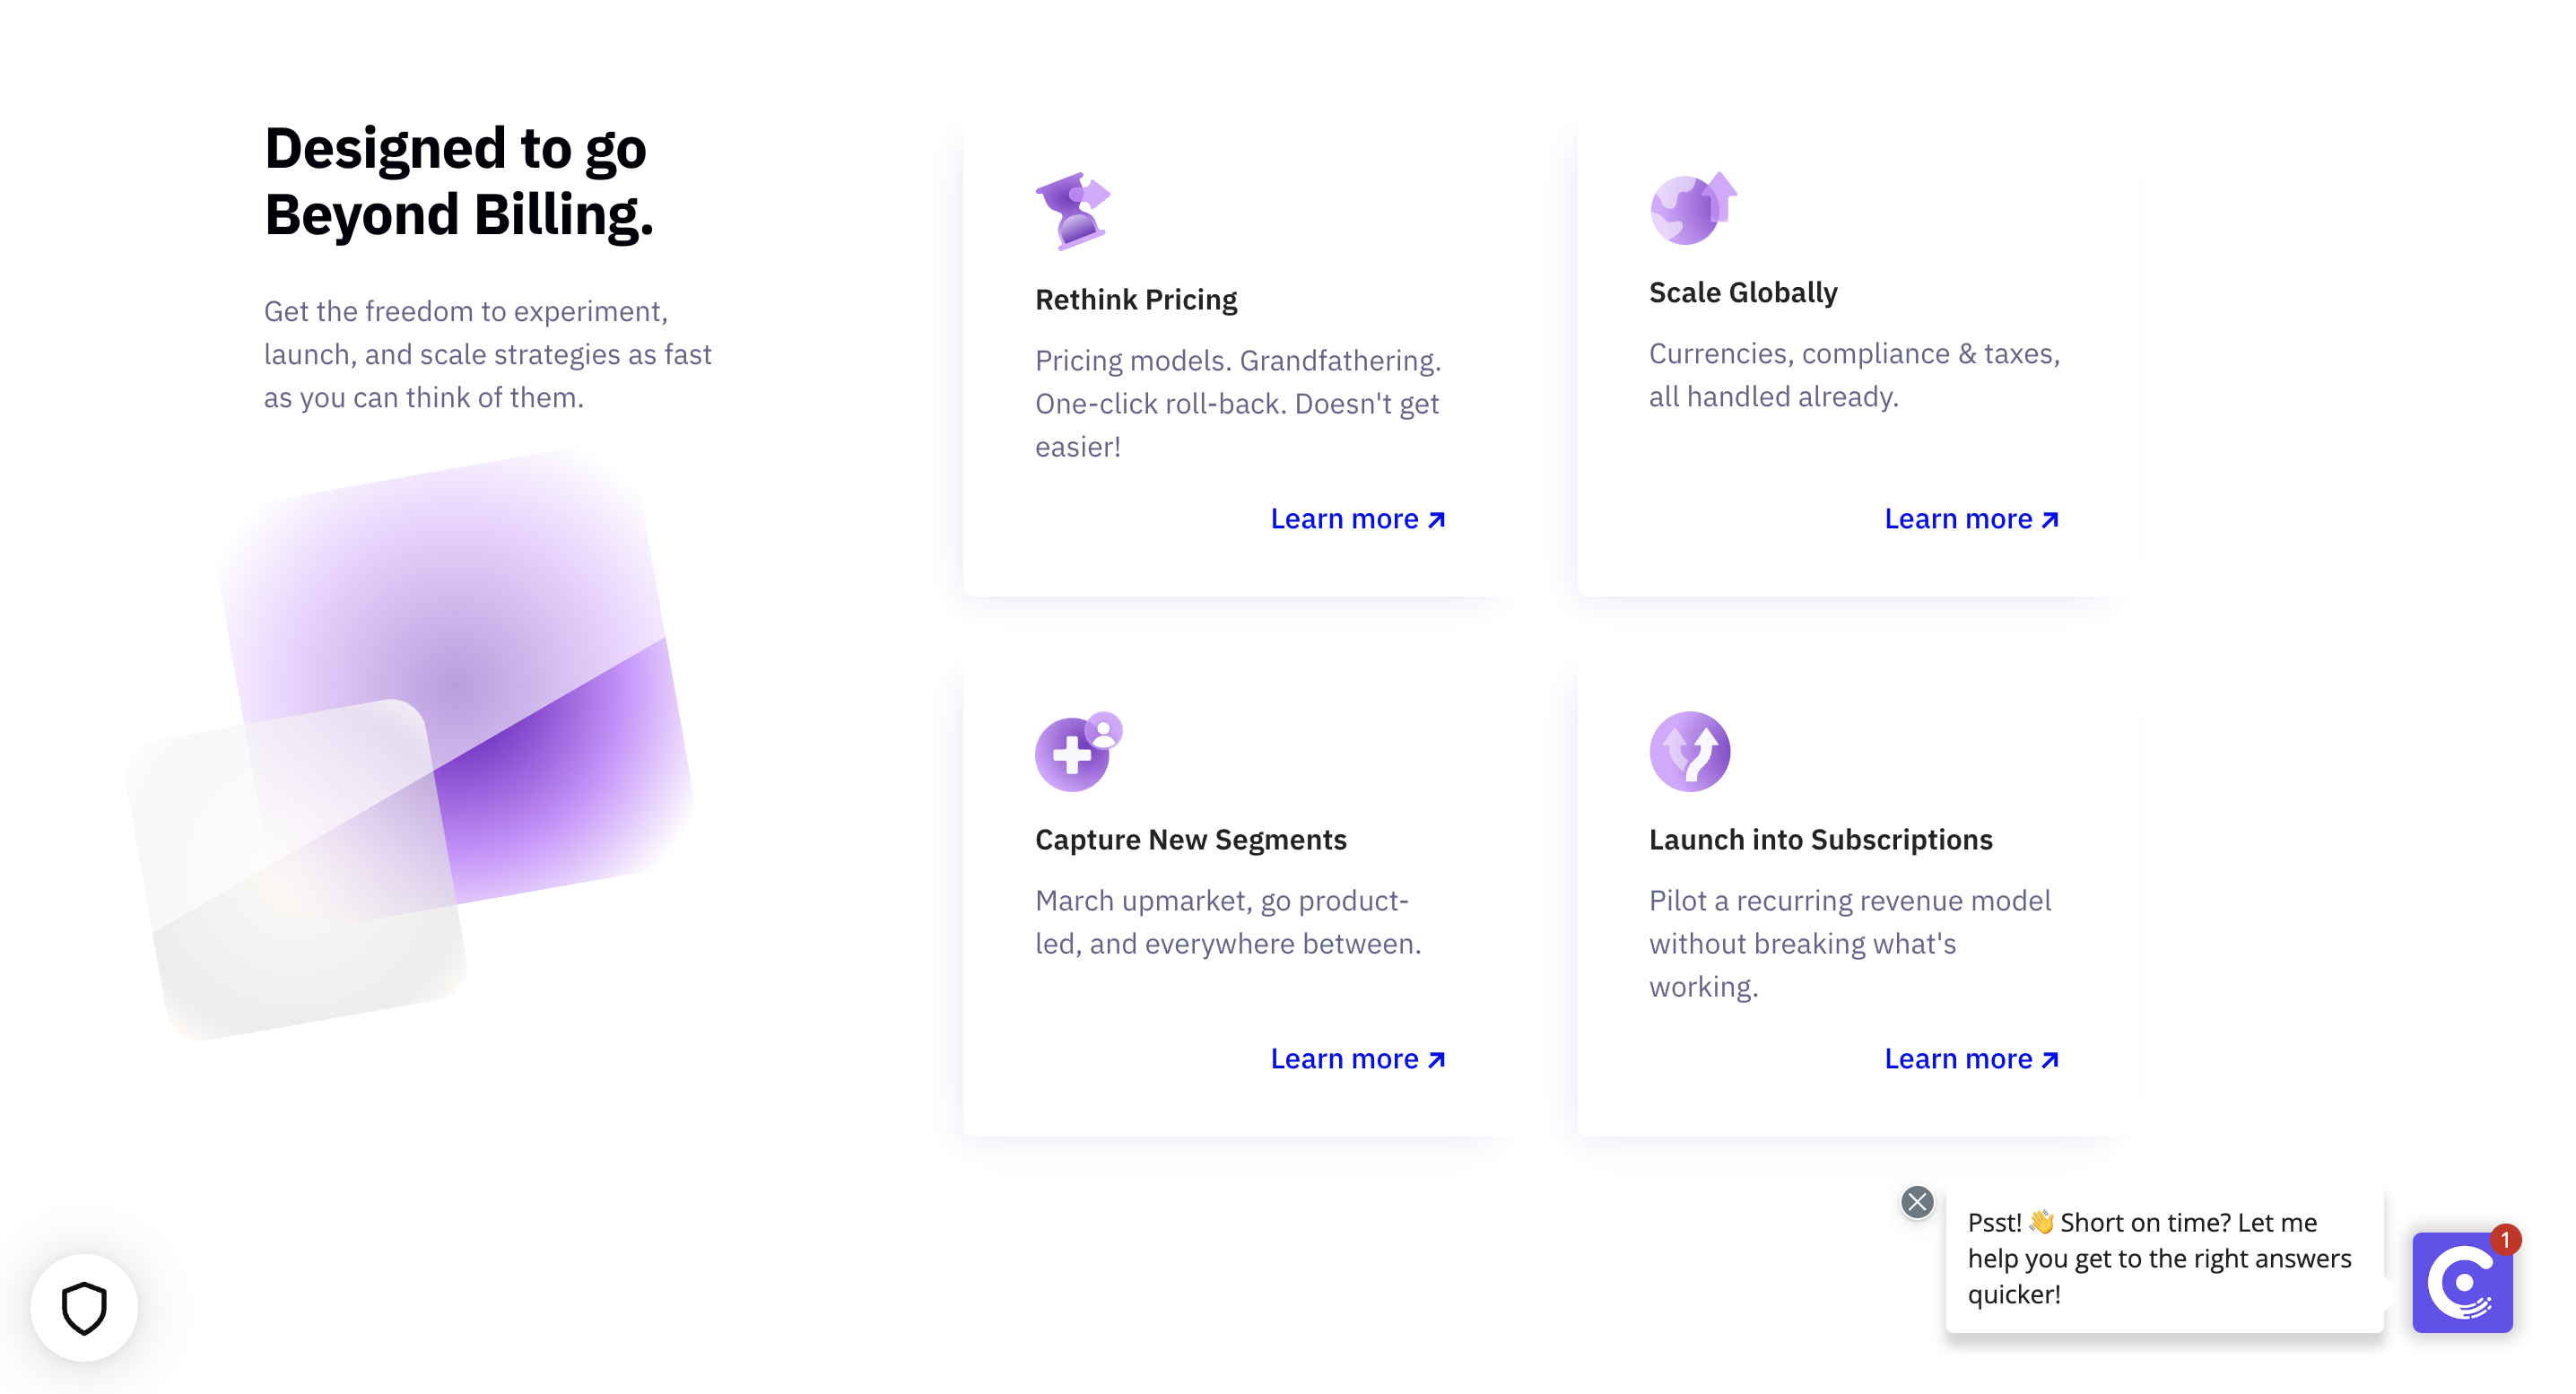 Designed to go
Beyond Billing.
Get the freedom to experiment,
launch, and scale strategies as fast
as you can think of them.
Rethink Pricing
Pricing models. Grandfathering.
One-click roll-back. Doesn't get
easier!
Learn more
Scale Globally
Currencies, compliance & taxes,
all handled already.
Learn more
Capture New Segments
March upmarket, go product-
led, and everywhere between.
Learn more
Launch into Subscriptions
Pilot a recurring revenue model
without breaking what's
working.
Learn more
Psst! 👋 Short on time? Let me
help you get to the right answers
quicker!
1